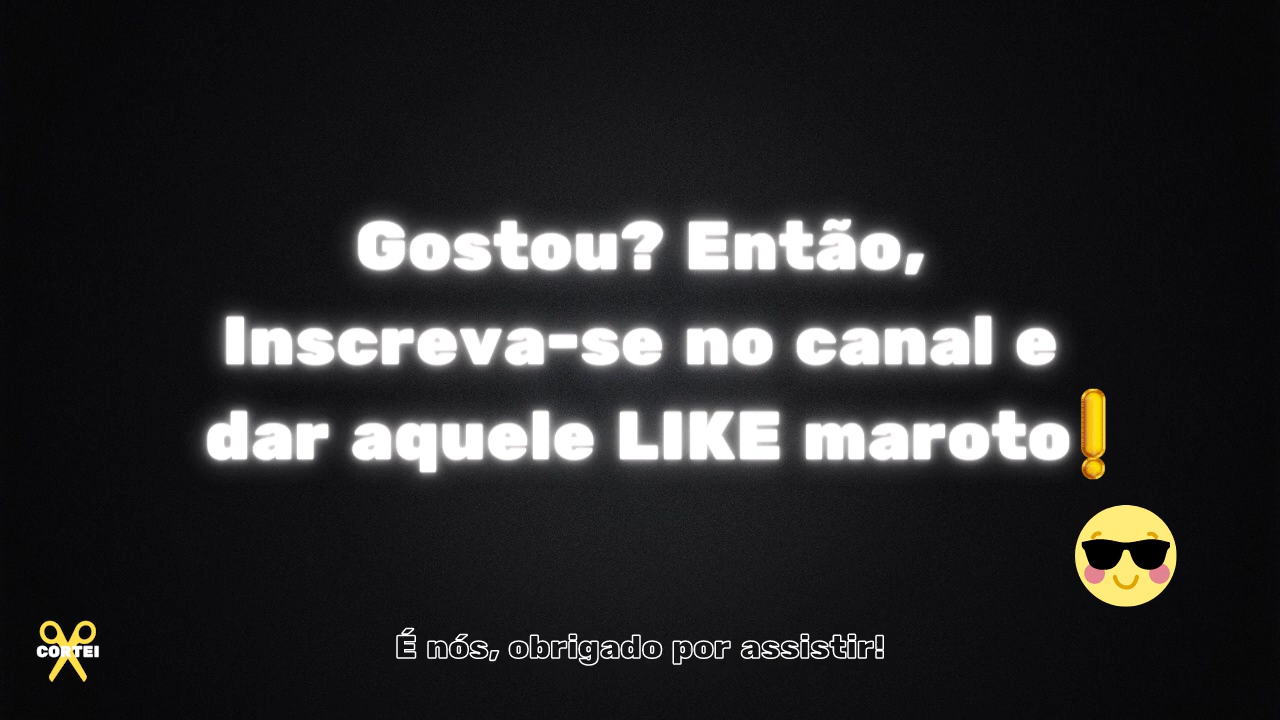 Gostou? Então,
Inscreva-se no canal e
dar aquele LIKE maroto!
É nós, obrigado por assistir!
CORTEI